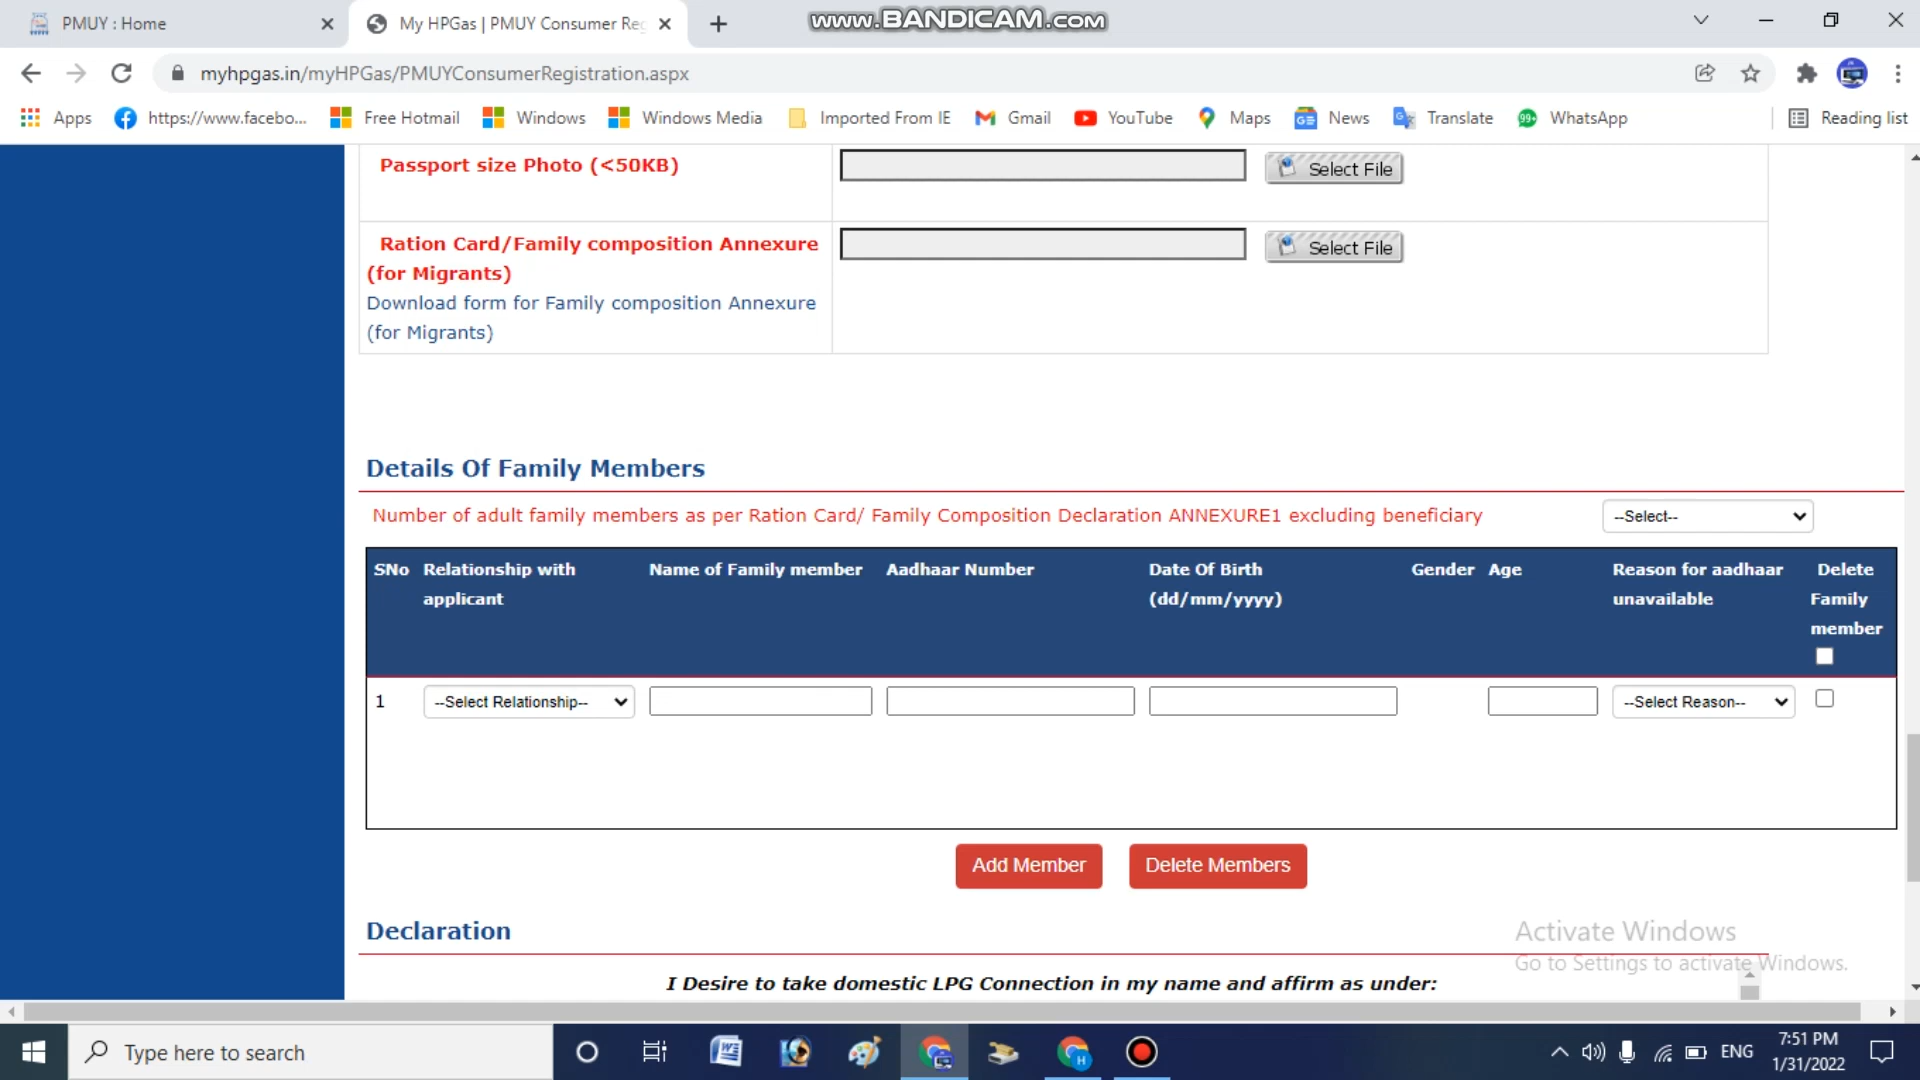 PMUY : Home
My HPGas | PMUY Consumer Reg
www.BANDICAM.com
myhpgas.in/myHPGas/PMUYConsumerRegistration.aspx
Apps
https://www.facebo...
Free Hotmail
Windows
Windows Media
Imported From IE
Gmail
YouTube
Maps
News
Translate
99+
WhatsApp
Reading list
Passport size Photo (<50KB)
Select File
Ration Card/Family composition Annexure
(for Migrants)
Select File
Download form for Family composition Annexure
(for Migrants)
Details Of Family Members
Number of adult family members as per Ration Card/ Family Composition Declaration ANNEXURE1 excluding beneficiary
--Select--
SNo
Relationship with
applicant
Name of Family member
Aadhaar Number
Date Of Birth
(dd/mm/yyyy)
Gender
Age
Reason for aadhaar
unavailable
Delete
Family
member
1
--Select Relationship--
--Select Reason--
Add Member
Delete Members
Declaration
Activate Windows
Go to Settings to activate Windows.
I Desire to take domestic LPG Connection in my name and affirm as under:
Type here to search
ENG
7:51 PM
1/31/2022